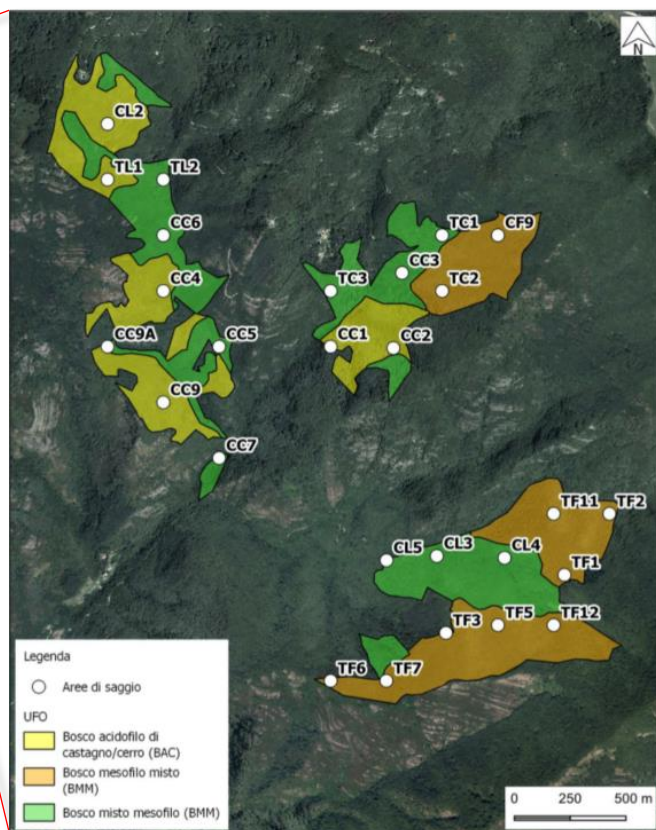 N
CL2
TL1
TL2
CC6
TC1
CF9
CC3
CC4
TC3
TC2
CC9A
CC5
CC1
CC2
CC9
CC7
TF11
TF2
CL5
CL3
CL4
TF1
TF3
TF5
TF12
TF6
TF7
Legenda
Aree di saggio
UFO
Bosco acidofilo di
castagno/cerro (BAC)
Bosco mesofilo misto
(BMM)
Bosco misto mesofilo (BMM)
0 250 500 m